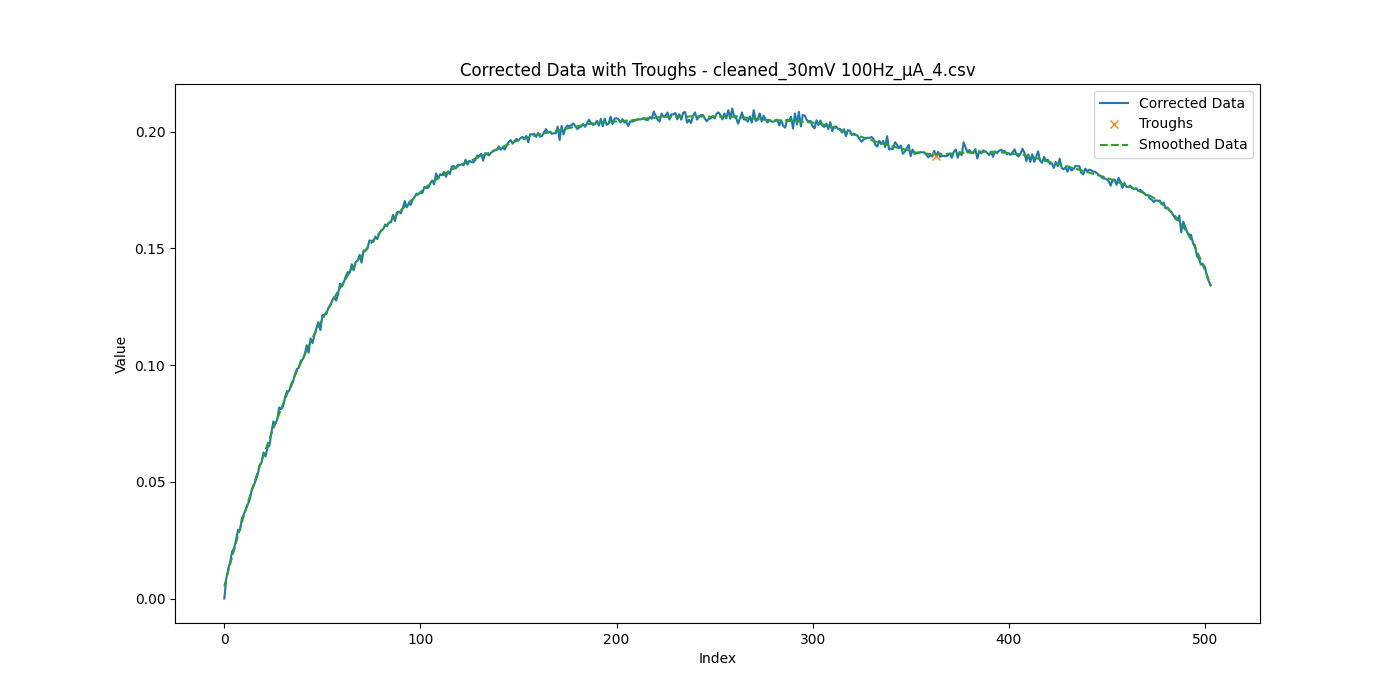 Corrected Data with Troughs - cleaned_30mV 100Hz_µA_4.csv
Corrected Data
Troughs
Smoothed Data
Value
0.20
0.15
0.10
0.05
0.00
0 100 200 300 400 500
Index